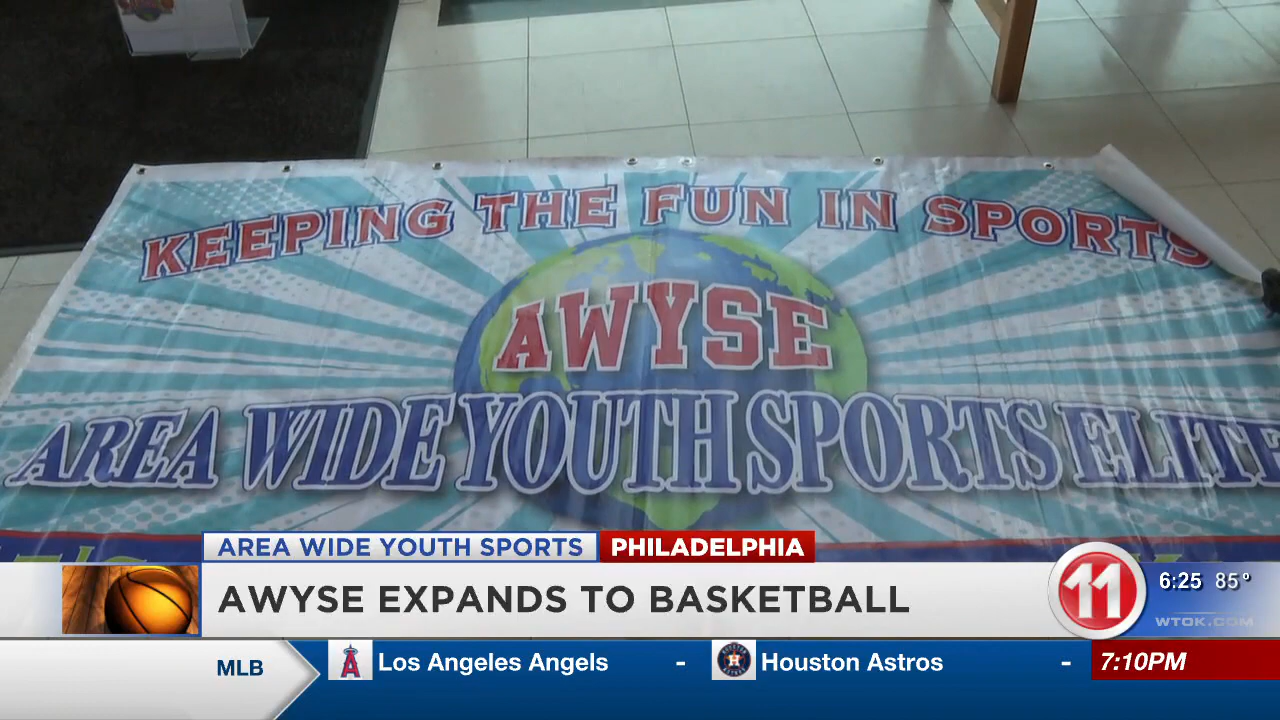 KEEPING THE FUN IN SPORTS
AWYSE
AREA WIDE YOUTH SPORTS ELITE
AREA WIDE YOUTH SPORTS PHILADELPHIA
AWYSE EXPANDS TO BASKETBALL
11 6:25 85°
WTOK.COM
MLB Los Angeles Angels - Houston Astros - 7:10PM